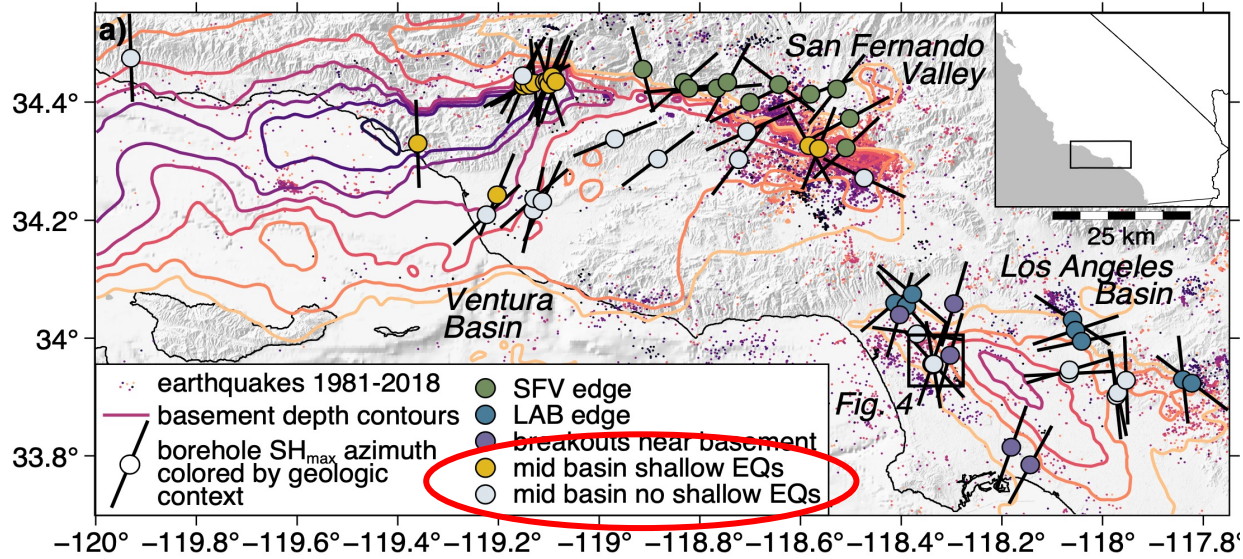 a)
San Fernando
Valley
34.4°
34.2°
34°
33.8°
25 km
Los Angeles
Basin
Ventura
Basin
Fig. 4
earthquakes 1981-2018
basement depth contours
borehole SHmax azimuth
colored by geologic
context
SFV edge
LAB edge
breakouts near basement
mid basin shallow EQs
mid basin no shallow EQs
−120° −119.8° −119.6° −119.4° −119.2° −119° −118.8° −118.6° −118.4° −118.2° −118° −117.8°